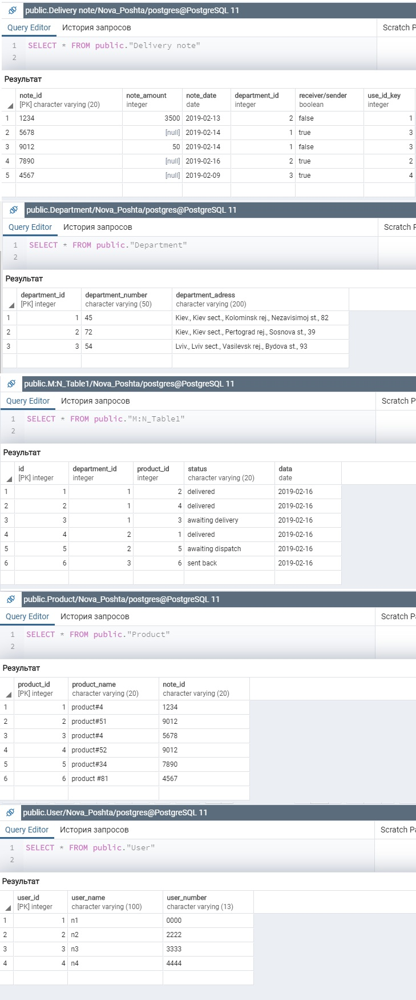 public.Delivery note/Nova_Poshta/postgres@PostgreSQL 11
Query Editor История запросов Scratch P
1 SELECT * FROM public."Delivery note"
2
Результат
note_id note_amount note_date department_id receiver/sender use_id_key
[PK] character varying (20) integer date integer boolean integer
1 1234 3500 2019-02-13 2 false 1
2 5678 [null] 2019-02-14 1 true 3
3 9012 50 2019-02-14 1 false 3
4 7890 [null] 2019-02-16 2 true 2
5 4567 [null] 2019-02-09 3 true 4
public.Department/Nova_Poshta/postgres@PostgreSQL 11
Query Editor История запросов Scratch F
1 SELECT * FROM public."Department"
2
Результат
department_id department_number department_adress
[PK] integer character varying (50) character varying (200)
1 1 45 Kiev., Kiev sect., Kolominsk rej., Nezavisimoj st., 82
2 2 72 Kiev., Kiev sect., Pertograd rej., Sosnova st., 39
3 3 54 Lviv., Lviv sect., Vasilevsk rej., Bydova st., 93
public.M:N_Table1/Nova_Poshta/postgres@PostgreSQL 11
Query Editor История запросов Scratch P
1 SELECT * FROM public."M:N_Table1"
2
Результат
id department_id product_id status data
[PK] integer integer integer character varying (20) date
1 1 1 2 delivered 2019-02-16
2 2 1 4 delivered 2019-02-16
3 3 1 3 awaiting delivery 2019-02-16
4 4 2 1 delivered 2019-02-16
5 5 2 5 awaiting dispatch 2019-02-16
6 6 3 6 sent back 2019-02-16
public.Product/Nova_Poshta/postgres@PostgreSQL 11
Query Editor История запросов Scratch Pa
1 SELECT * FROM public."Product"
2
Результат
product_id product_name note_id
[PK] integer character varying (20) character varying (20)
1 1 product#4 1234
2 2 product#51 9012
3 3 product#4 5678
4 4 product#52 9012
5 5 product#34 7890
6 6 product #81 4567
public.User/Nova_Poshta/postgres@PostgreSQL 11
Query Editor История запросов Scratch Pa
1 SELECT * FROM public."User"
2
Результат
user_id user_name user_number
[PK] integer character varying (100) character varying (13)
1 1 n1 0000
2 2 n2 2222
3 3 n3 3333
4 4 n4 4444